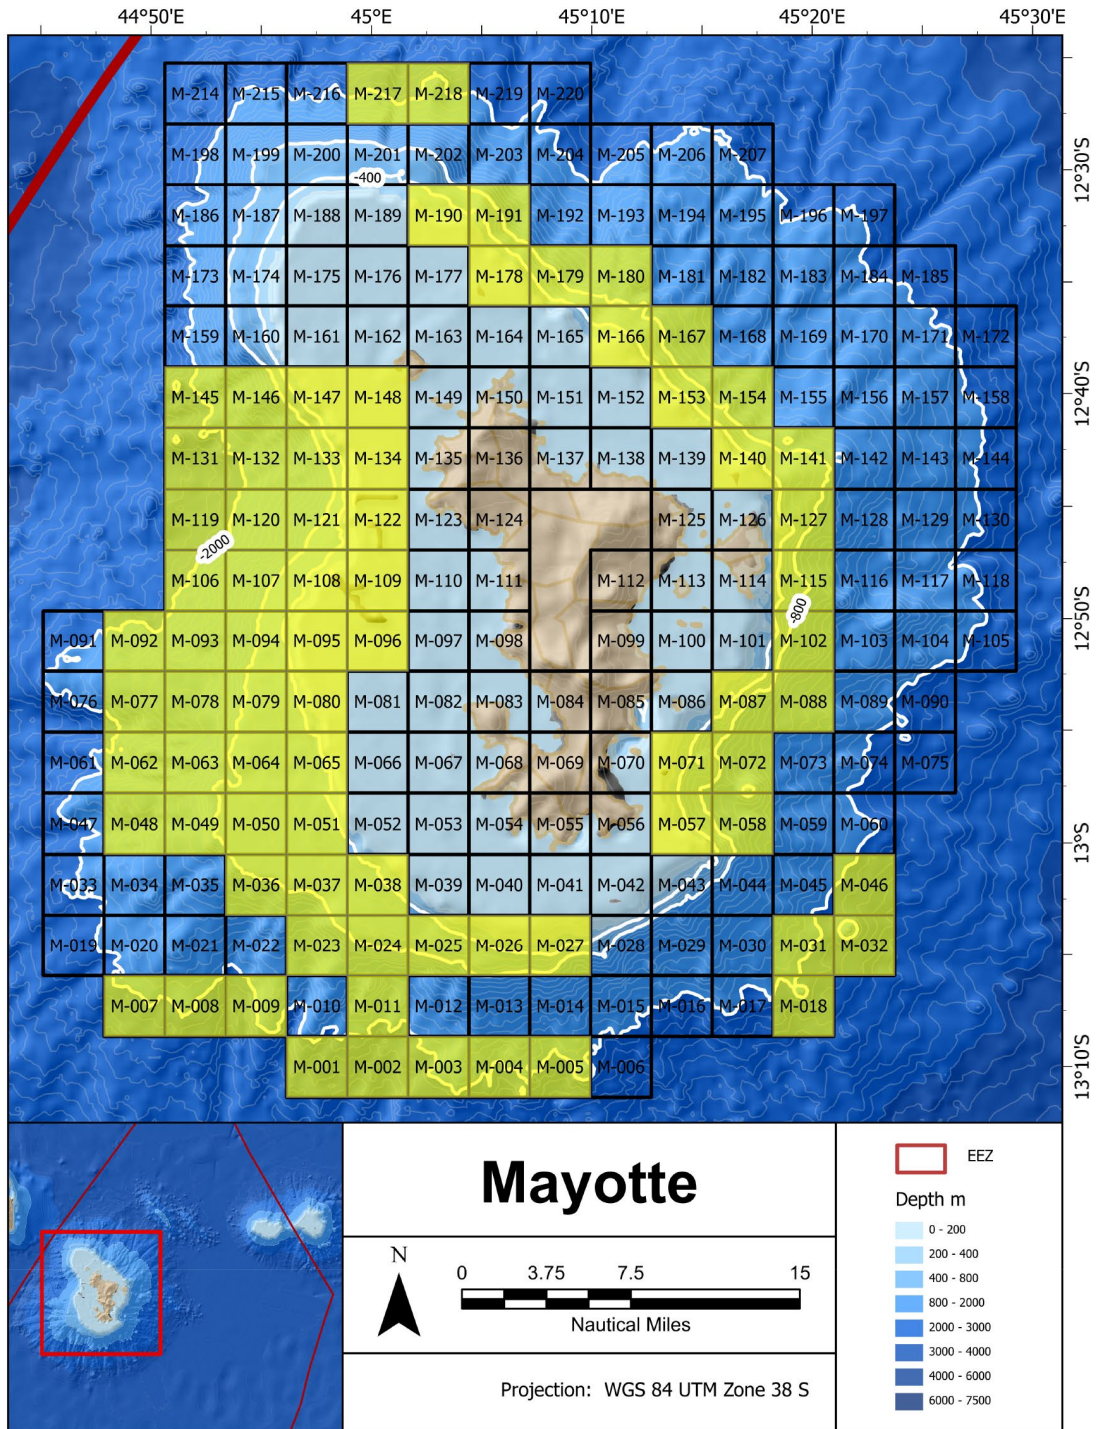 44°50'E 45°E 45°10'E 45°20'E 45°30'E
M-214 M-215 M-216 M-217 M-218 M-219 M-220
M-198 M-199 M-200 M-201 M-202 M-203 M-204 M-205 M-206 M-207
12°30'S
-400
M-186 M-187 M-188 M-189 M-190 M-191 M-192 M-193 M-194 M-195 M-196 M-197
M-173 M-174 M-175 M-176 M-177 M-178 M-179 M-180 M-181 M-182 M-183 M-184 M-185
M-159 M-160 M-161 M-162 M-163 M-164 M-165 M-166 M-167 M-168 M-169 M-170 M-171 M-172
M-145 M-146 M-147 M-148 M-149 M-150 M-151 M-152 M-153 M-154 M-155 M-156 M-157 M-158
12°40'S
M-131 M-132 M-133 M-134 M-135 M-136 M-137 M-138 M-139 M-140 M-141 M-142 M-143 M-144
M-119 M-120 M-121 M-122 M-123 M-124 M-125 M-126 M-127 M-128 M-129 M-130
-2000
M-106 M-107 M-108 M-109 M-110 M-111 M-112 M-113 M-114 M-115 M-116 M-117 M-118
-800
12°50'S
M-091 M-092 M-093 M-094 M-095 M-096 M-097 M-098 M-099 M-100 M-101 M-102 M-103 M-104 M-105
M-076 M-077 M-078 M-079 M-080 M-081 M-082 M-083 M-084 M-085 M-086 M-087 M-088 M-089 M-090
M-061 M-062 M-063 M-064 M-065 M-066 M-067 M-068 M-069 M-070 M-071 M-072 M-073 M-074 M-075
M-047 M-048 M-049 M-050 M-051 M-052 M-053 M-054 M-055 M-056 M-057 M-058 M-059 M-060
13°S
M-033 M-034 M-035 M-036 M-037 M-038 M-039 M-040 M-041 M-042 M-043 M-044 M-045 M-046
M-019 M-020 M-021 M-022 M-023 M-024 M-025 M-026 M-027 M-028 M-029 M-030 M-031 M-032
M-007 M-008 M-009 M-010 M-011 M-012 M-013 M-014 M-015 M-016 M-017 M-018
M-001 M-002 M-003 M-004 M-005 M-006
13°10'S
Mayotte
N
0 3.75 7.5 15
Nautical Miles
Projection: WGS 84 UTM Zone 38 S
EEZ
Depth m
0 - 200
200 - 400
400 - 800
800 - 2000
2000 - 3000
3000 - 4000
4000 - 6000
6000 - 7500